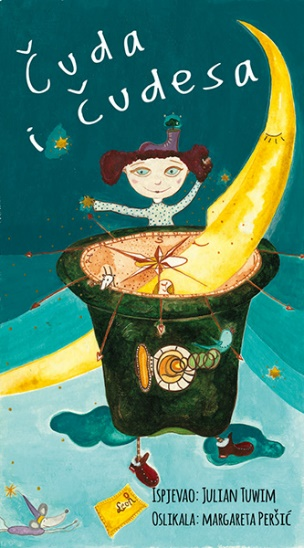 Čuda
i čudesa
Ispjevao: Julian Tuwim
Oslikala: Margareta Peršić